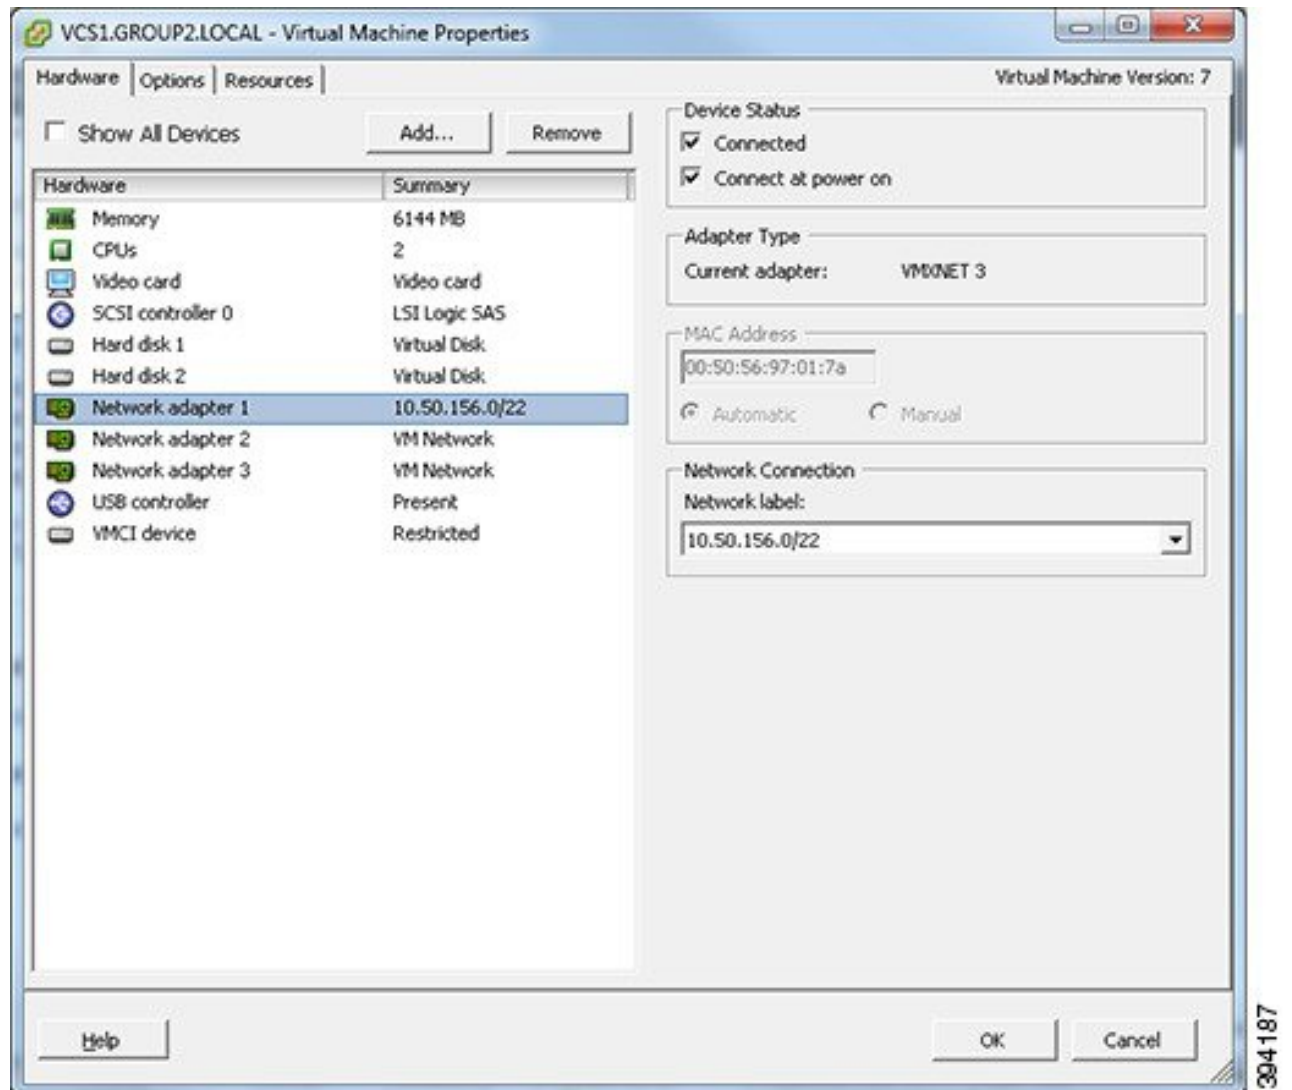 VCS1.GROUP2.LOCAL - Virtual Machine Properties
Hardware Options Resources
Virtual Machine Version: 7
Show All Devices
Add...
Remove
Hardware Summary
Memory 6144 MB
CPUs 2
Video card Video card
SCSI controller 0 LSI Logic SAS
Hard disk 1 Virtual Disk
Hard disk 2 Virtual Disk
Network adapter 1 10.50.156.0/22
Network adapter 2 VM Network
Network adapter 3 VM Network
USB controller Present
VMCI device Restricted
Device Status
Connected
Connect at power on
Adapter Type
Current adapter: VMXNET 3
MAC Address
00:50:56:97:01:7a
Automatic Manual
Network Connection
Network label:
10.50.156.0/22
Help
OK
Cancel
394187